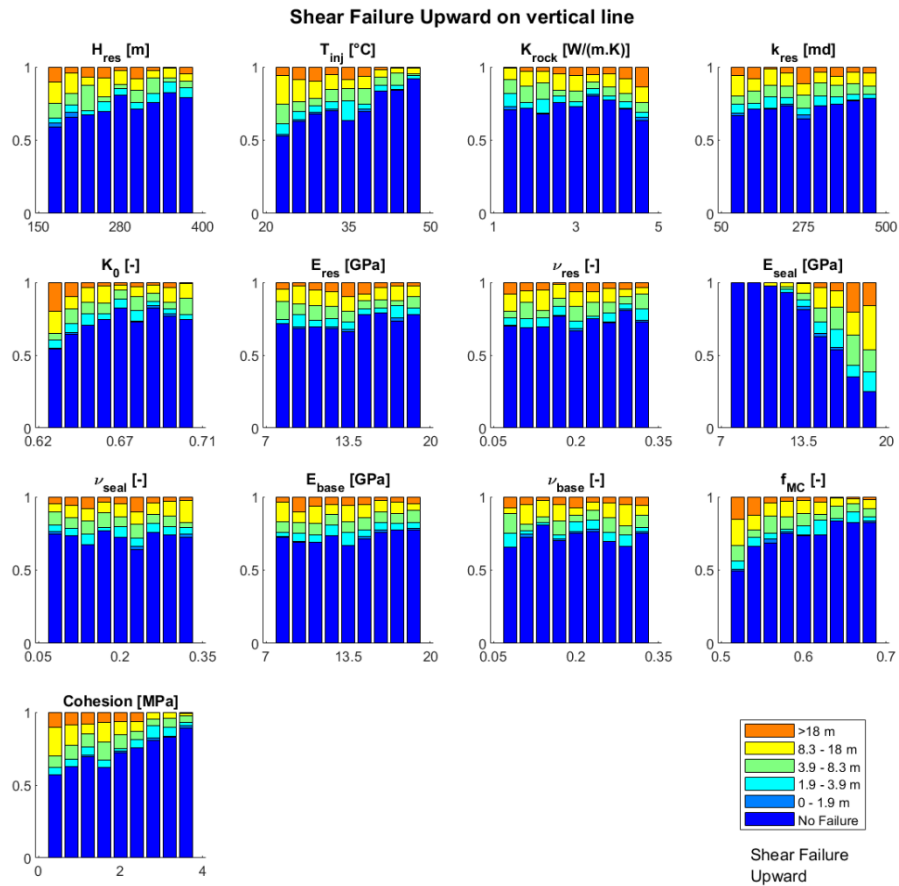 Shear Failure Upward on vertical line
H_res [m]
T_inj [°C]
K_rock [W/(m.K)]
k_res [md]
1
0.5
0
150 280 400
1
0.5
0
20 35 50
1
0.5
0
1 3 5
1
0.5
0
50 275 500
K_0 [-]
E_res [GPa]
ν_res [-]
E_seal [GPa]
1
0.5
0
0.62 0.67 0.71
1
0.5
0
7 13.5 20
1
0.5
0
0.05 0.2 0.35
1
0.5
0
7 13.5 20
ν_seal [-]
E_base [GPa]
ν_base [-]
f_MC [-]
1
0.5
0
0.05 0.2 0.35
1
0.5
0
7 13.5 20
1
0.5
0
0.05 0.2 0.35
1
0.5
0
0.5 0.6 0.7
Cohesion [MPa]
1
0.5
0
0 2 4
>18 m
8.3 - 18 m
3.9 - 8.3 m
1.9 - 3.9 m
0 - 1.9 m
No Failure
Shear Failure
Upward